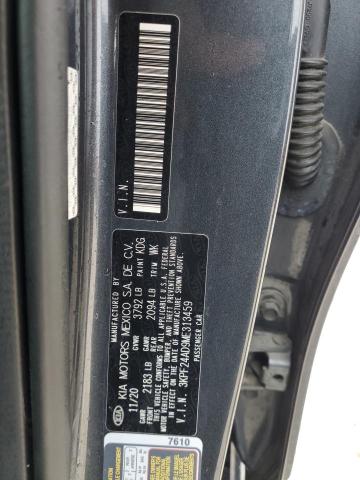 V.I.N.
MANUFACTURED BY
KIA MOTORS MEXICO S.A. DE C.V.
11/20 GVWR 3792 LB PAINT KDG
GAWR FRONT 2183 LB GAWR REAR 2094 LB TRIM WK
THIS VEHICLE CONFORMS TO ALL APPLICABLE U.S.A. FEDERAL
MOTOR VEHICLE SAFETY, BUMPER, AND THEFT PREVENTION STANDARDS
IN EFFECT ON THE DATE OF MANUFACTURE SHOWN ABOVE.
V.I.N. 3KPF24AD9ME313459
PASSENGER CAR
7610